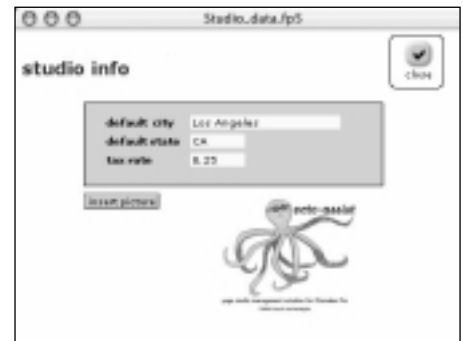 Studio_data.fp5
studio info
close
default city Los Angeles
default state CA
tax rate 8.25
insert picture
octo-assist